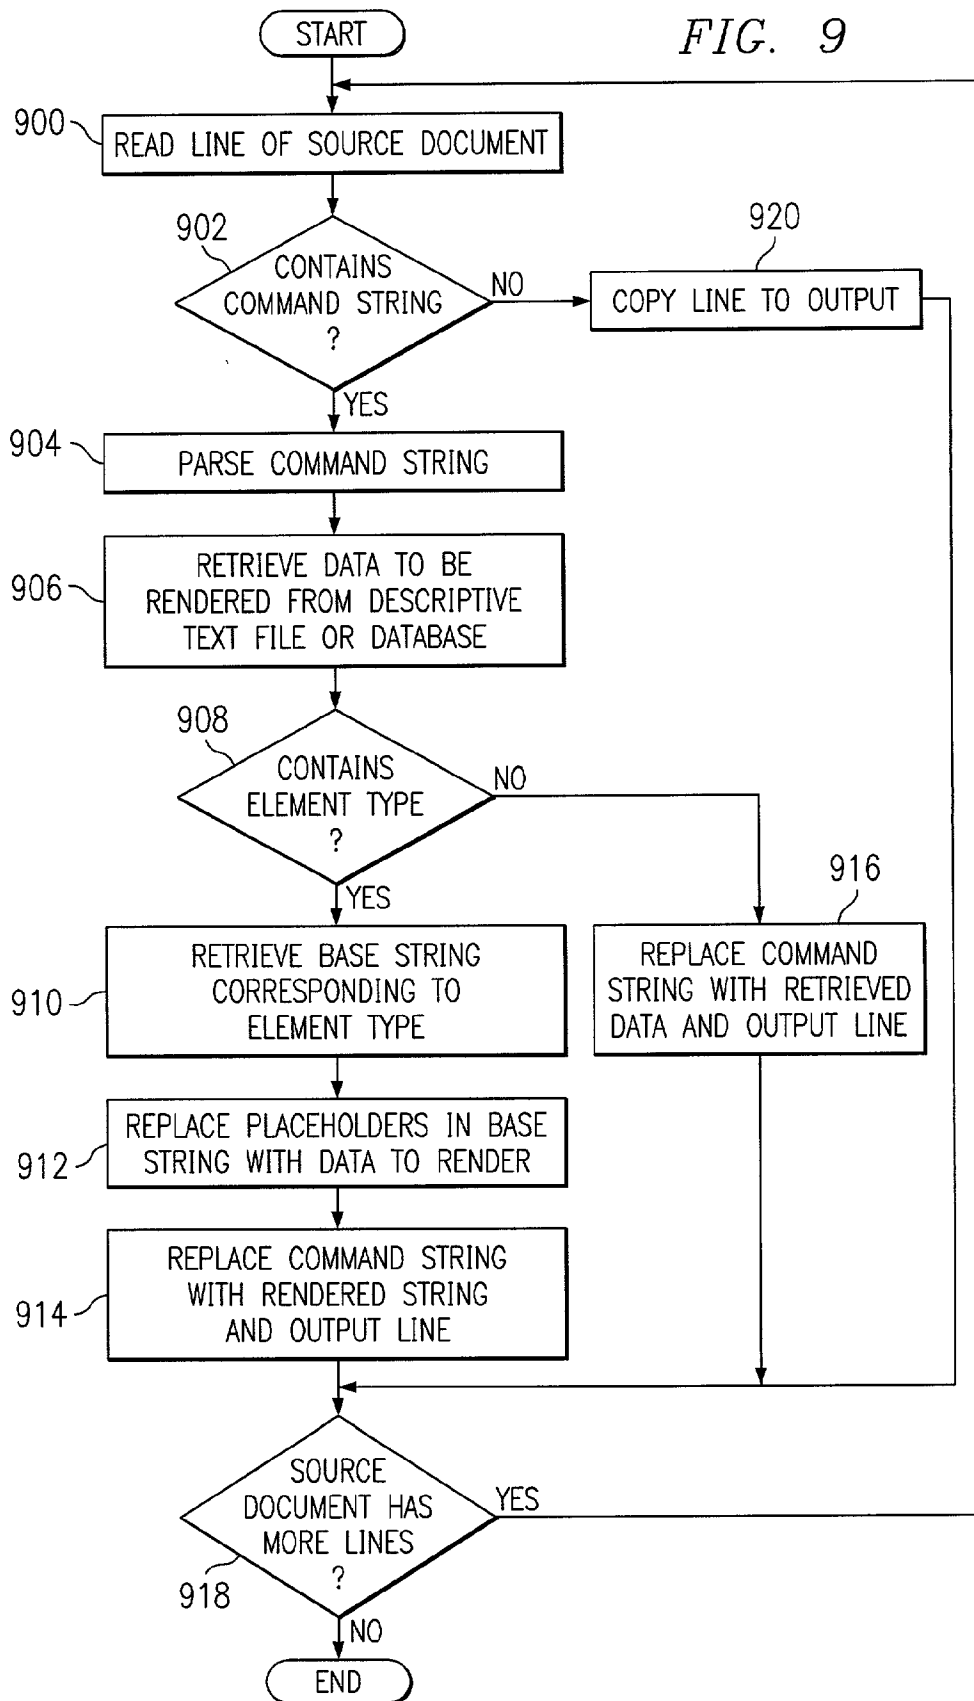 START
FIG. 9
900
READ LINE OF SOURCE DOCUMENT
902
CONTAINS
COMMAND STRING
?
NO
920
COPY LINE TO OUTPUT
YES
904
PARSE COMMAND STRING
906
RETRIEVE DATA TO BE
RENDERED FROM DESCRIPTIVE
TEXT FILE OR DATABASE
908
CONTAINS
ELEMENT TYPE
?
NO
YES
916
REPLACE COMMAND
STRING WITH RETRIEVED
DATA AND OUTPUT LINE
910
RETRIEVE BASE STRING
CORRESPONDING TO
ELEMENT TYPE
912
REPLACE PLACEHOLDERS IN BASE
STRING WITH DATA TO RENDER
914
REPLACE COMMAND STRING
WITH RENDERED STRING
AND OUTPUT LINE
SOURCE
DOCUMENT HAS
MORE LINES
?
YES
918
NO
END